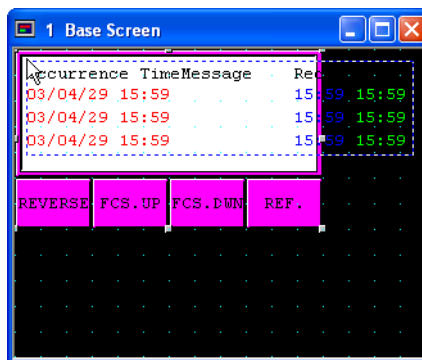 1 Base Screen
ccurrence TimeMessage Rec
03/04/29 15:59 15:59 15:59
03/04/29 15:59 15:59 15:59
03/04/29 15:59 15:59 15:59
REVERSE FCS.UP FCS.DWN REF.